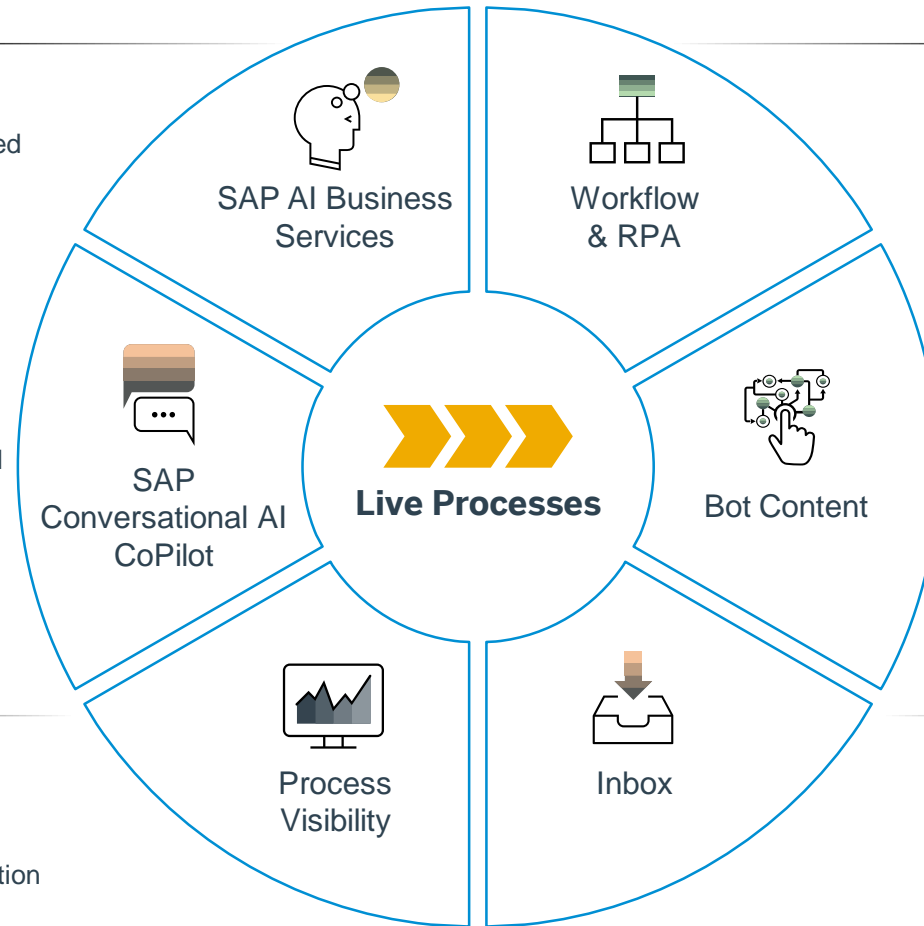 ed
SAP AI Business
Services
Workflow
& RPA
SAP
Conversational AI
CoPilot
Live Processes
Bot Content
Process
Visibility
Inbox
tion